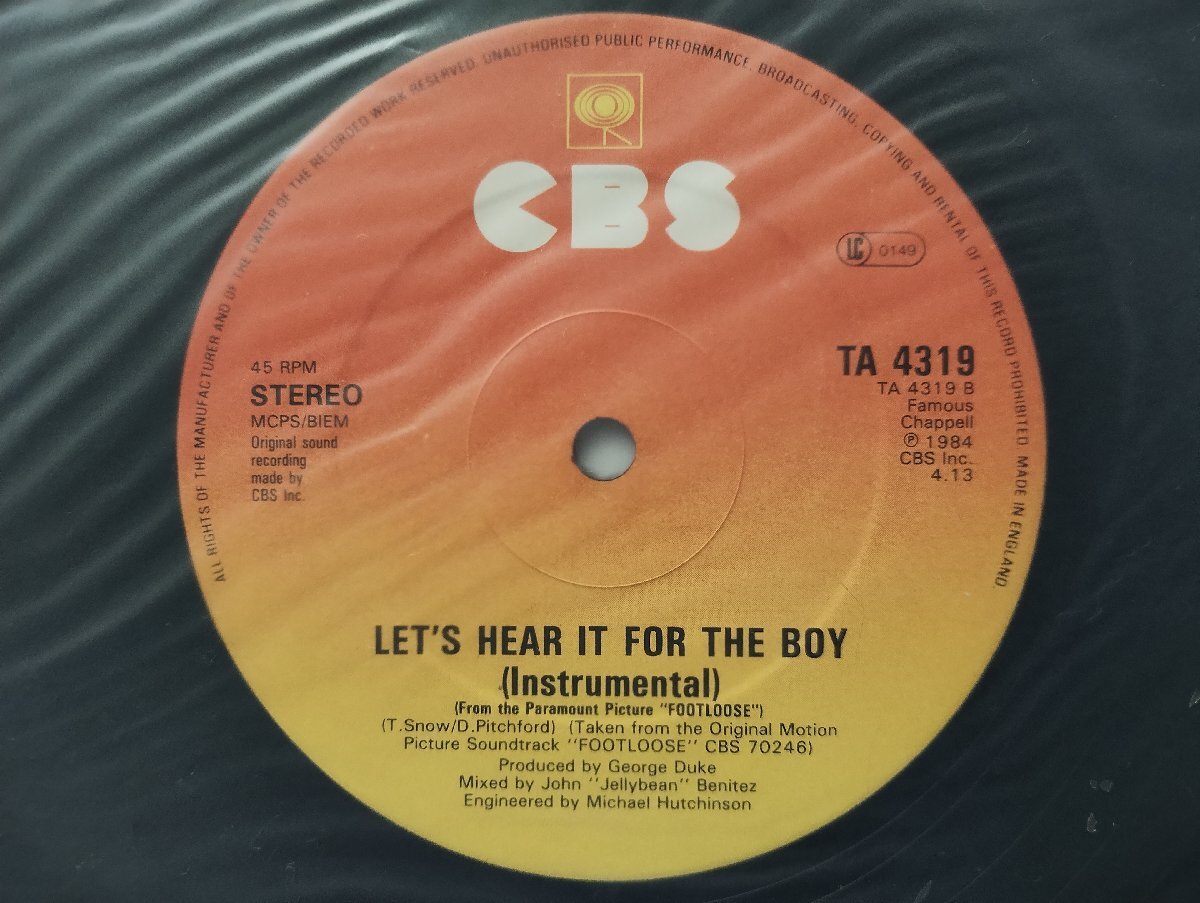 ALL RIGHTS OF THE MANUFACTURER AND OF THE OWNER OF THE RECORDED WORK RESERVED. UNAUTHORISED PUBLIC PERFORMANCE, BROADCASTING, COPYING AND RENTAL OF THIS RECORD PROHIBITED. MADE IN ENGLAND.
CBS
LC 0149
45 RPM
STEREO
MCPS/BIEM
Original sound
recording
made by
CBS Inc.
TA 4319
TA 4319 B
Famous
Chappell
℗ 1984
CBS Inc.
4.13
LET'S HEAR IT FOR THE BOY
(Instrumental)
(From the Paramount Picture "FOOTLOOSE")
(T.Snow/D.Pitchford) (Taken from the Original Motion
Picture Soundtrack "FOOTLOOSE" CBS 70246)
Produced by George Duke
Mixed by John "Jellybean" Benitez
Engineered by Michael Hutchinson